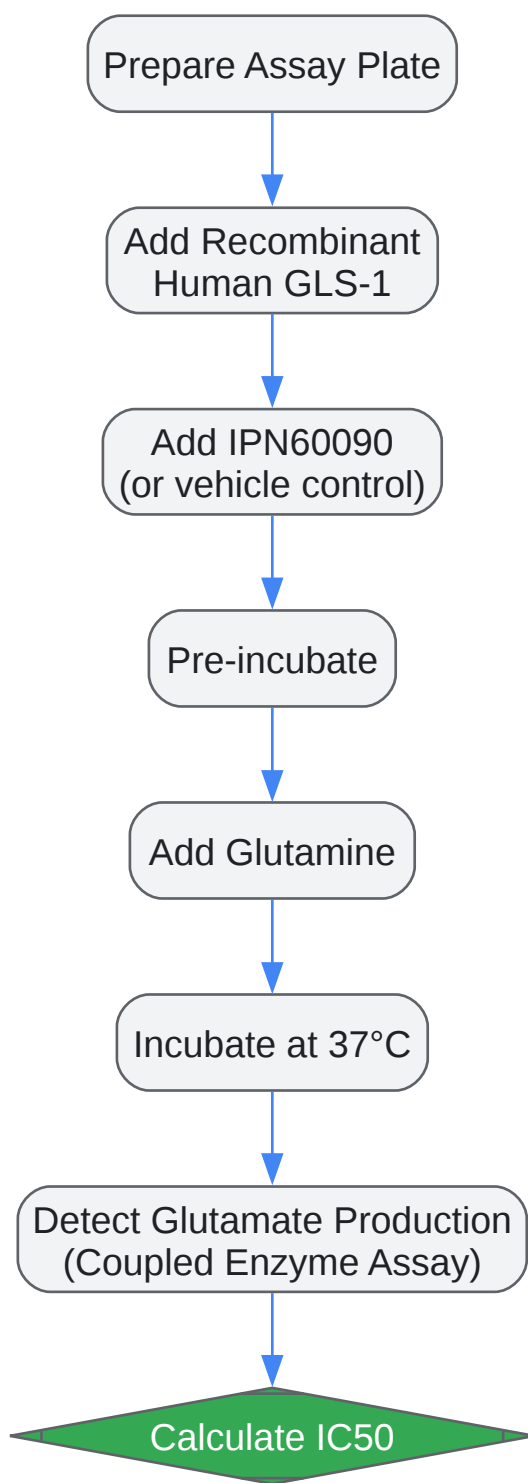 Prepare Assay Plate
Add Recombinant
Human GLS-1
Add IPN60090
(or vehicle control)
Pre-incubate
Add Glutamine
Incubate at 37°C
Detect Glutamate Production
(Coupled Enzyme Assay)
Calculate IC50